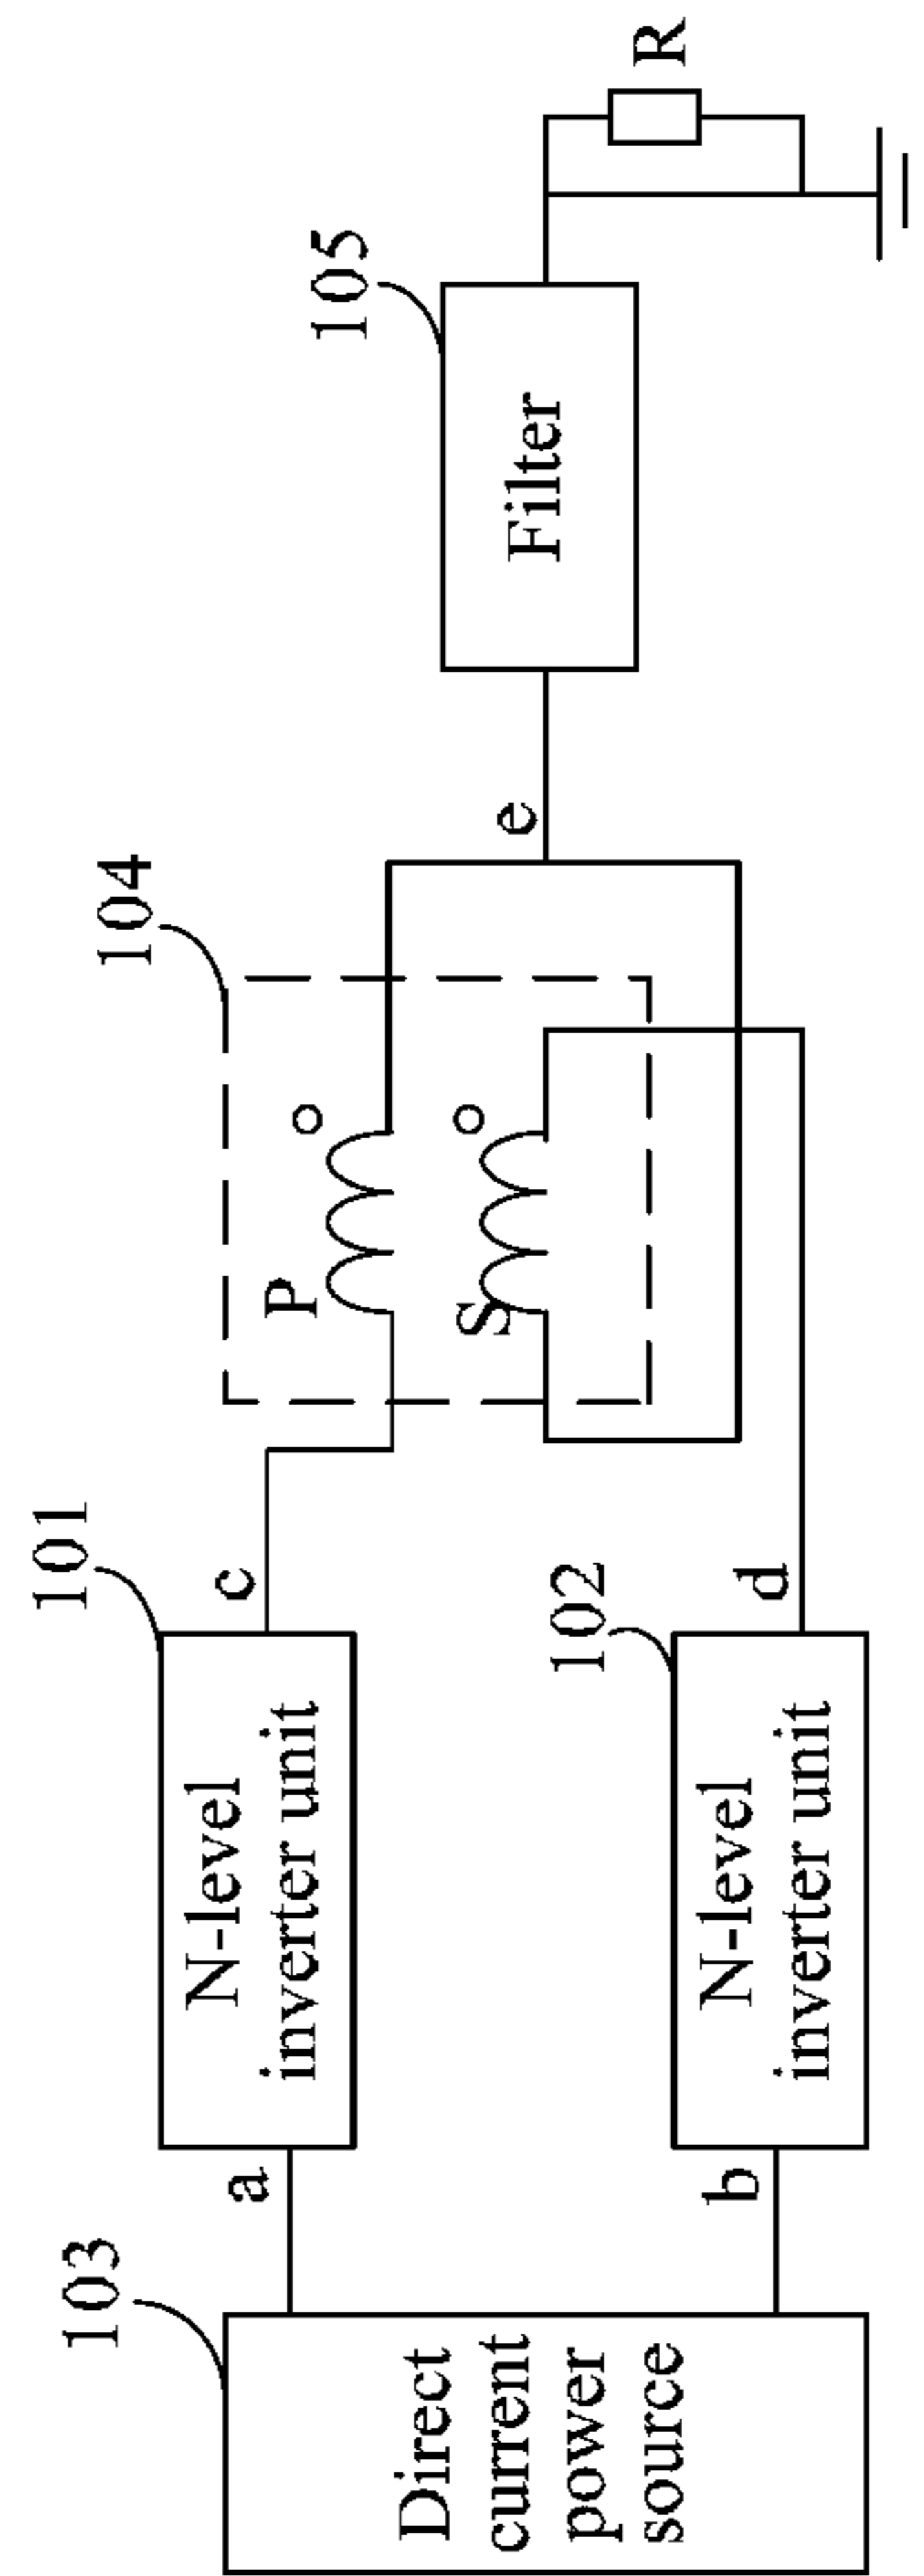 103
Direct
current
power
source
a
b
101
N-level
inverter unit
102
N-level
inverter unit
c
d
104
P
S
e
105
Filter
R